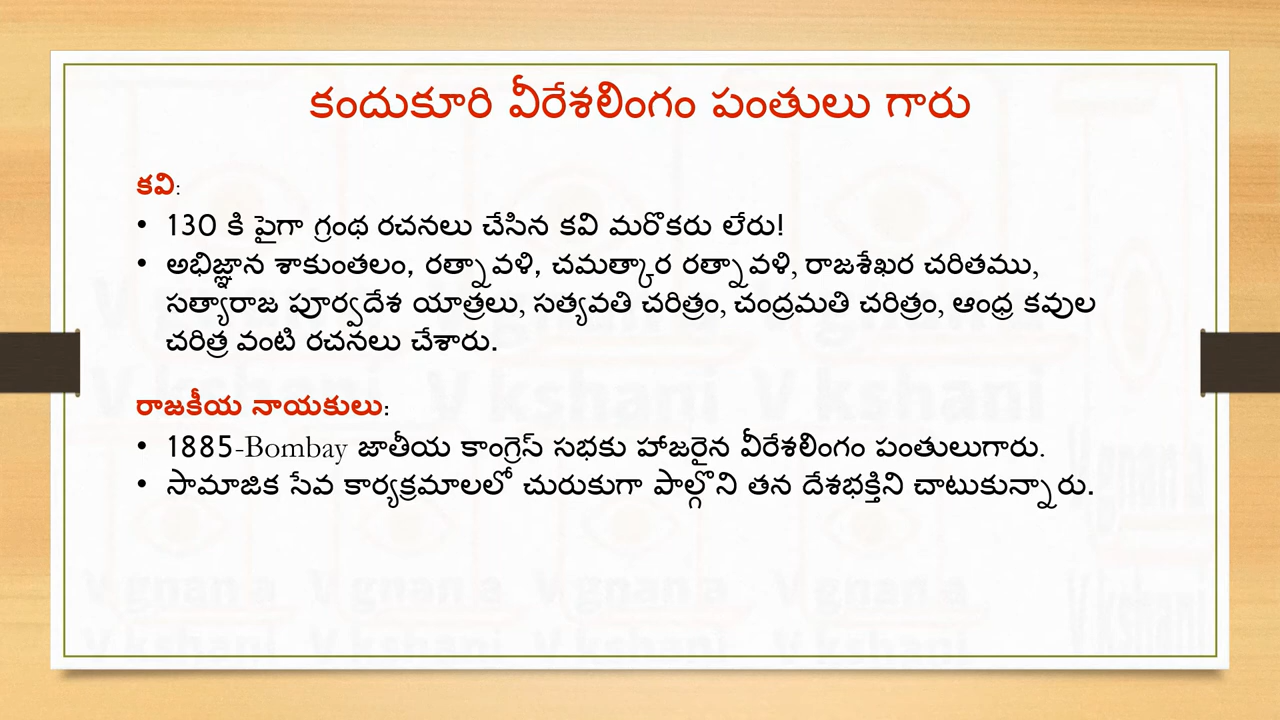 కందుకూరి వీరేశలింగం పంతులు గారు
కవి:
• 130 కి పైగా గ్రంథ రచనలు చేసిన కవి మరొకరు లేరు!
• అభిజ్ఞాన శాకుంతలం, రత్నావళి, చమత్కార రత్నావళి, రాజశేఖర చరితము,
సత్యారాజ పూర్వదేశ యాత్రలు, సత్యవతి చరిత్రం, చంద్రమతి చరిత్రం, ఆంధ్ర కవుల
చరిత్ర వంటి రచనలు చేశారు.
రాజకీయ నాయకులు:
• 1885-Bombay జాతీయ కాంగ్రెస్ సభకు హాజరైన వీరేశలింగం పంతులుగారు.
• సామాజిక సేవ కార్యక్రమాలలో చురుకుగా పాల్గొని తన దేశభక్తిని చాటుకున్నారు.